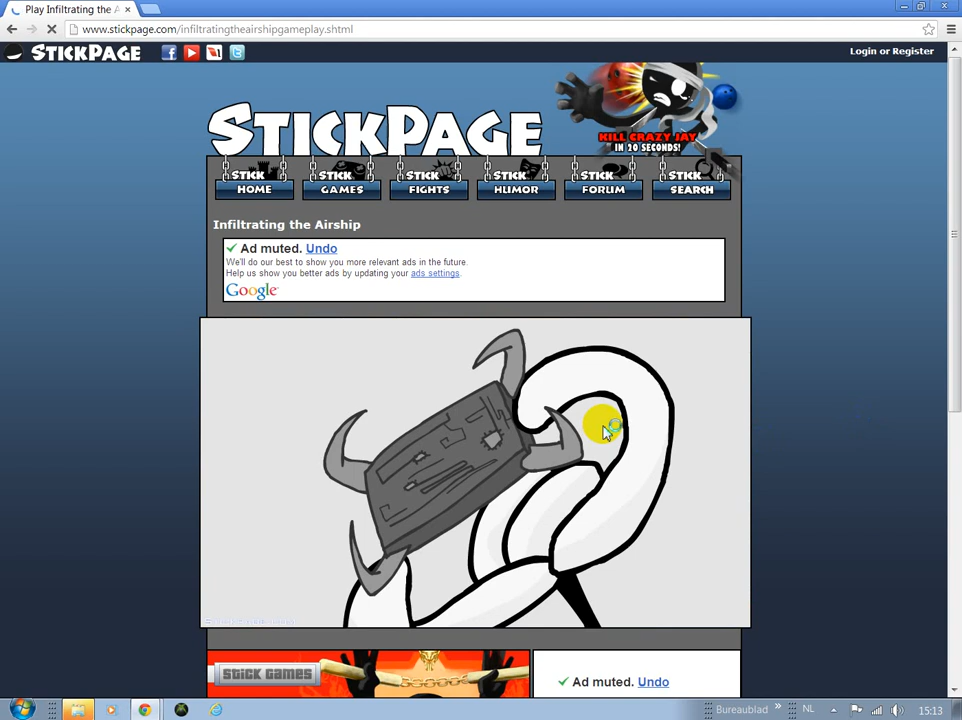 Play Infiltrating the A
www.stickpage.com/infiltratingtheairshipgameplay.shtml
STICKPAGE
Login or Register
STICKPAGE
KILL CRAZY JAY
IN 20 SECONDS!
STICK HOME
STICK GAMES
STICK FIGHTS
STICK HUMOR
STICK FORUM
STICK SEARCH
Infiltrating the Airship
Ad muted. Undo
We'll do our best to show you more relevant ads in the future.
Help us show you better ads by updating your ads settings.
Google
STICK GAMES
Ad muted. Undo
Bureaublad
NL
15:13